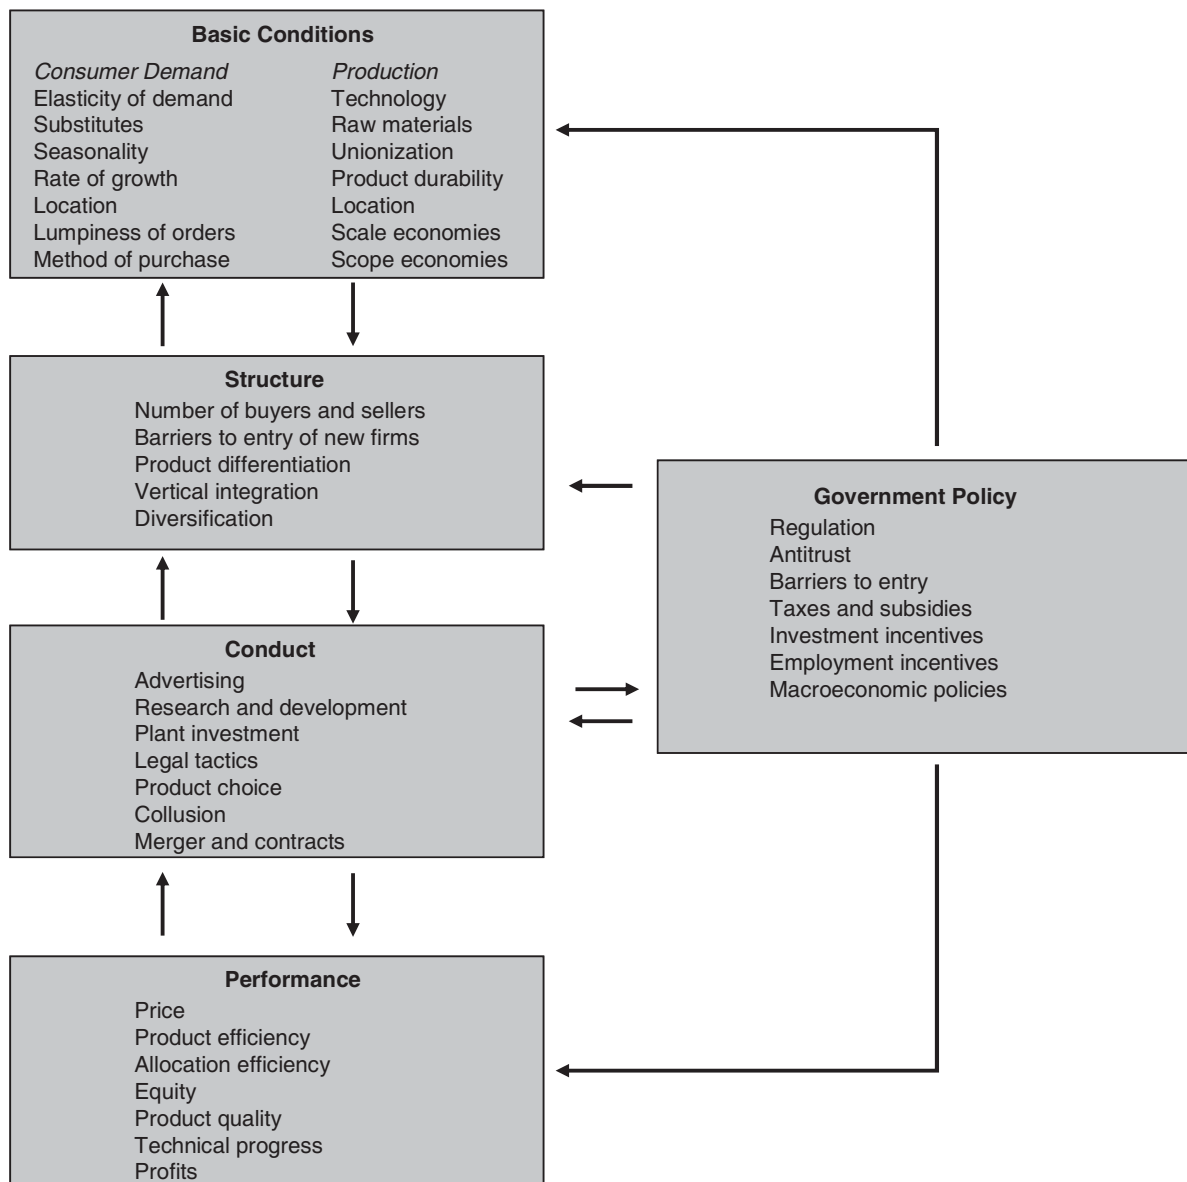 Basic Conditions
Consumer Demand
Elasticity of demand
Substitutes
Seasonality
Rate of growth
Location
Lumpiness of orders
Method of purchase
Production
Technology
Raw materials
Unionization
Product durability
Location
Scale economies
Scope economies
Structure
Number of buyers and sellers
Barriers to entry of new firms
Product differentiation
Vertical integration
Diversification
Government Policy
Regulation
Antitrust
Barriers to entry
Taxes and subsidies
Investment incentives
Employment incentives
Macroeconomic policies
Conduct
Advertising
Research and development
Plant investment
Legal tactics
Product choice
Collusion
Merger and contracts
Performance
Price
Product efficiency
Allocation efficiency
Equity
Product quality
Technical progress
Profits